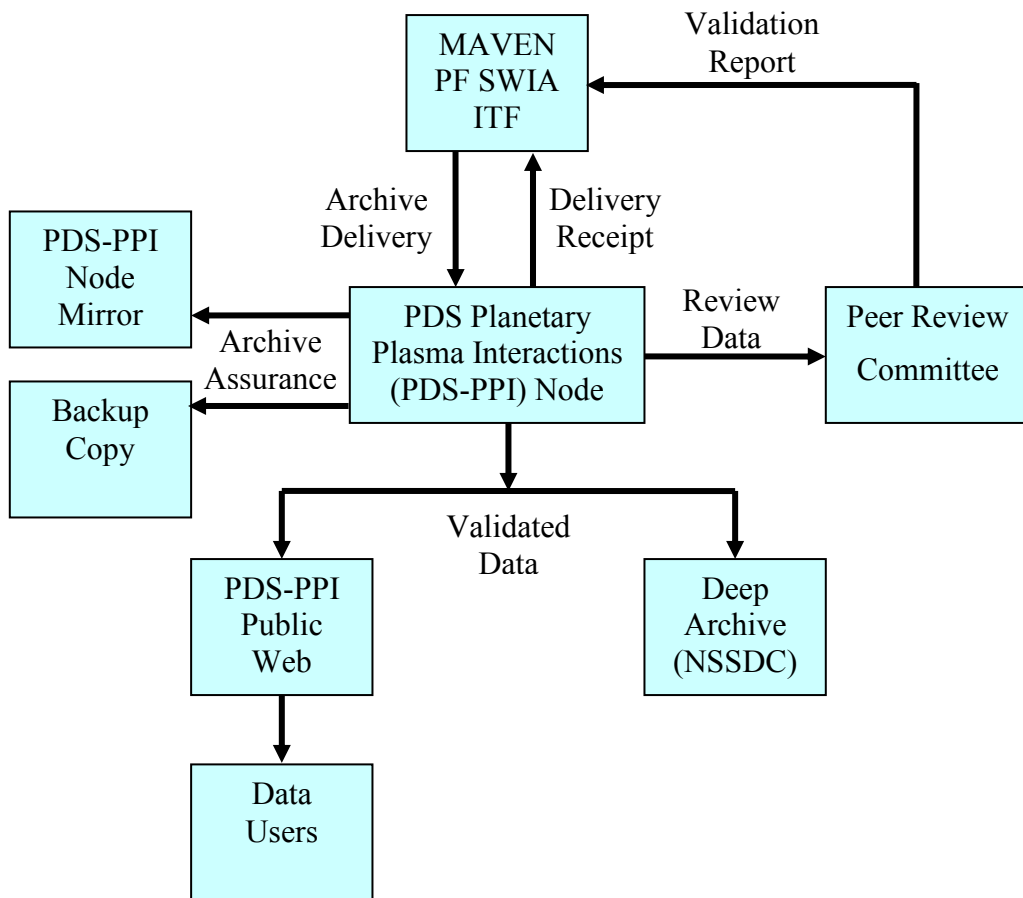 MAVEN
PF SWIA
ITF
Validation
Report
Archive
Delivery
Delivery
Receipt
PDS-PPI
Node
Mirror
PDS Planetary
Plasma Interactions
(PDS-PPI) Node
Review
Data
Peer Review
Committee
Archive
Assurance
Backup
Copy
Validated
Data
PDS-PPI
Public
Web
Deep
Archive
(NSSDC)
Data
Users